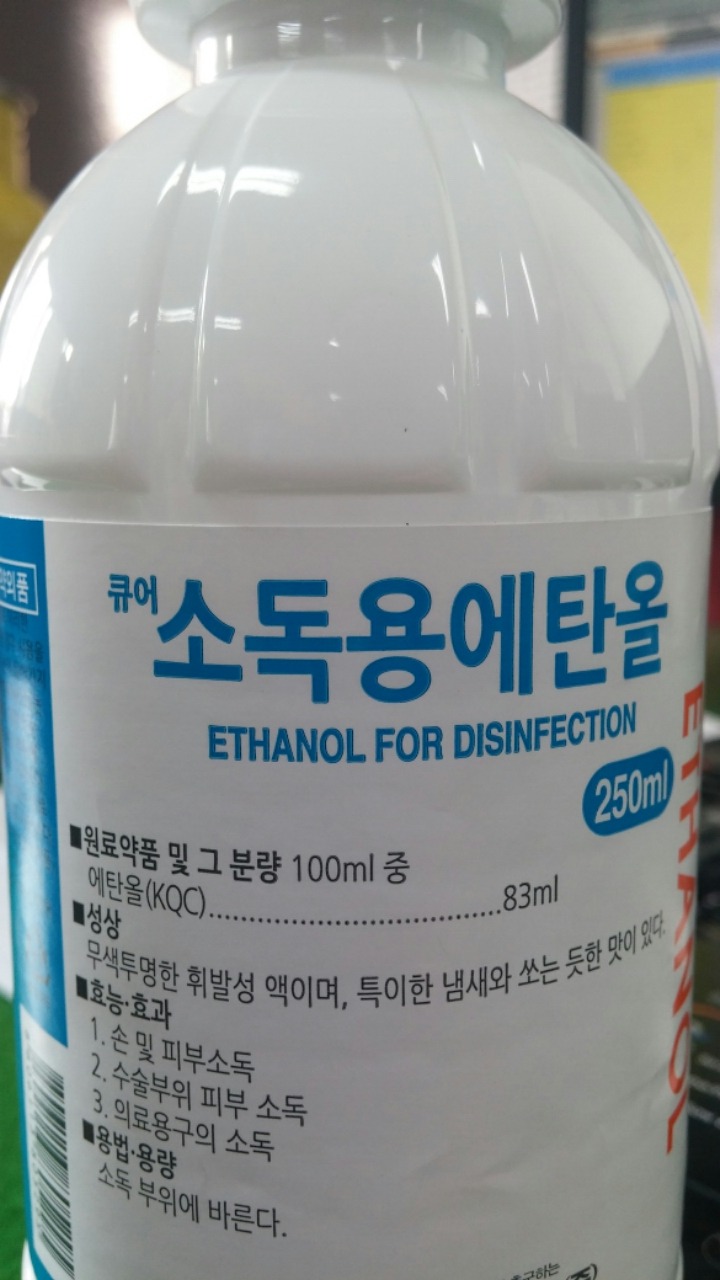 큐어 소독용에탄올
ETHANOL FOR DISINFECTION
250ml
■원료약품 및 그 분량 100ml 중
에탄올(KQC)..................................83ml
■성상
무색투명한 휘발성 액이며, 특이한 냄새와 쏘는 듯한 맛이 있다.
■효능·효과
1. 손 및 피부소독
2. 수술부위 피부 소독
3. 의료용구의 소독
■용법·용량
소독 부위에 바른다.
ETHANOL
약외품